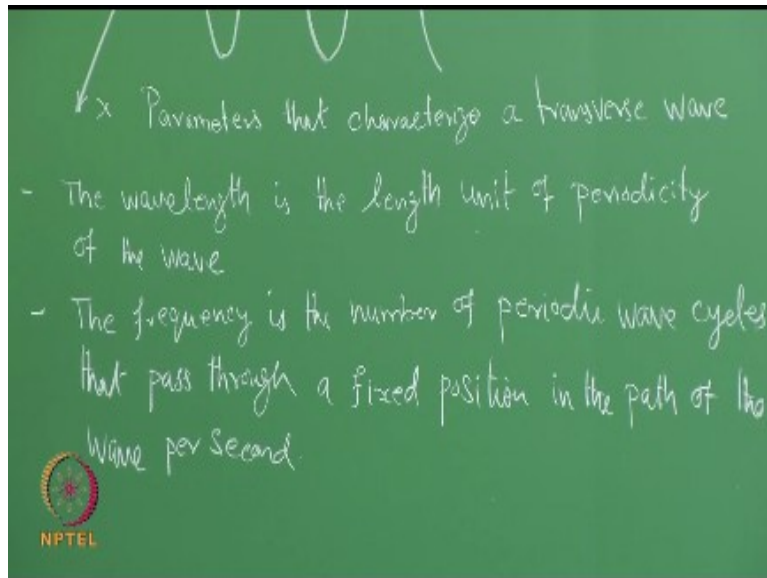 x Parameters that characterize a transverse wave
- The wavelength is the length unit of periodicity
of the wave
- The frequency is the number of periodic wave cycles
that pass through a fixed position in the path of the
wave per second.
NPTEL